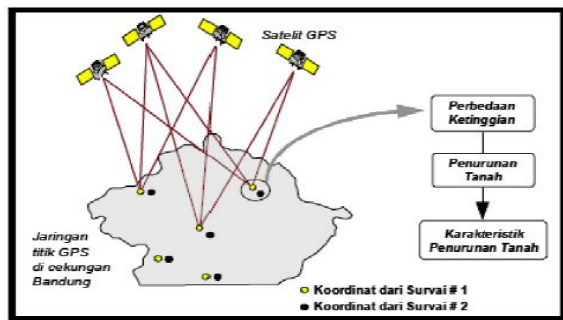 Satelit GPS
Perbedaan
Ketinggian
Penurunan
Tanah
Karakteristik
Penurunan Tanah
Jaringan
titik GPS
di cekungan
Bandung
Koordinat dari Survai # 1
Koordinat dari Survai # 2